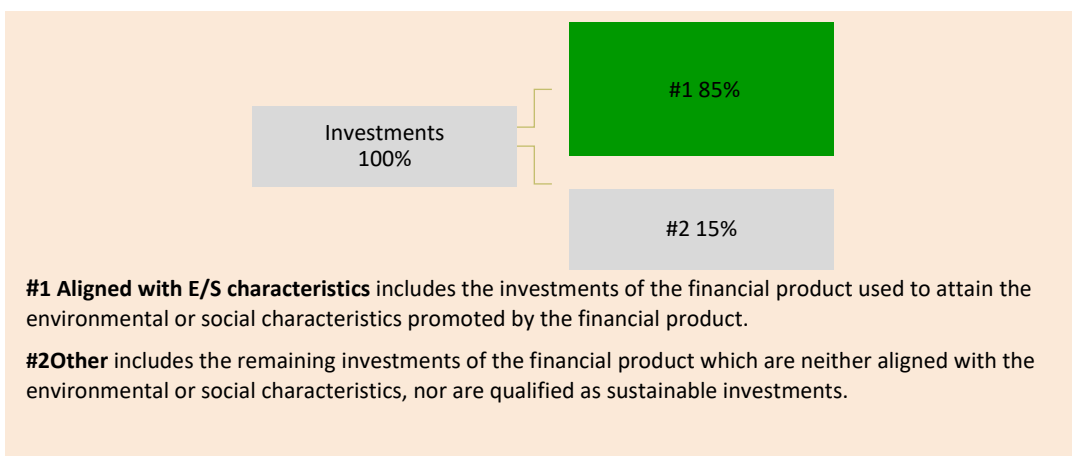 #1 85%
Investments
100%
#2 15%
#1 Aligned with E/S characteristics includes the investments of the financial product used to attain the
environmental or social characteristics promoted by the financial product.
#2Other includes the remaining investments of the financial product which are neither aligned with the
environmental or social characteristics, nor are qualified as sustainable investments.